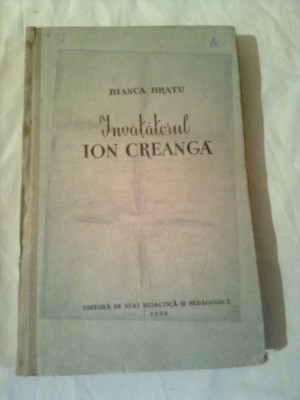 BIANCA BRATU
Învățătorul
ION CREANGĂ
EDITURA DE STAT DIDACTICĂ ȘI PEDAGOGICĂ